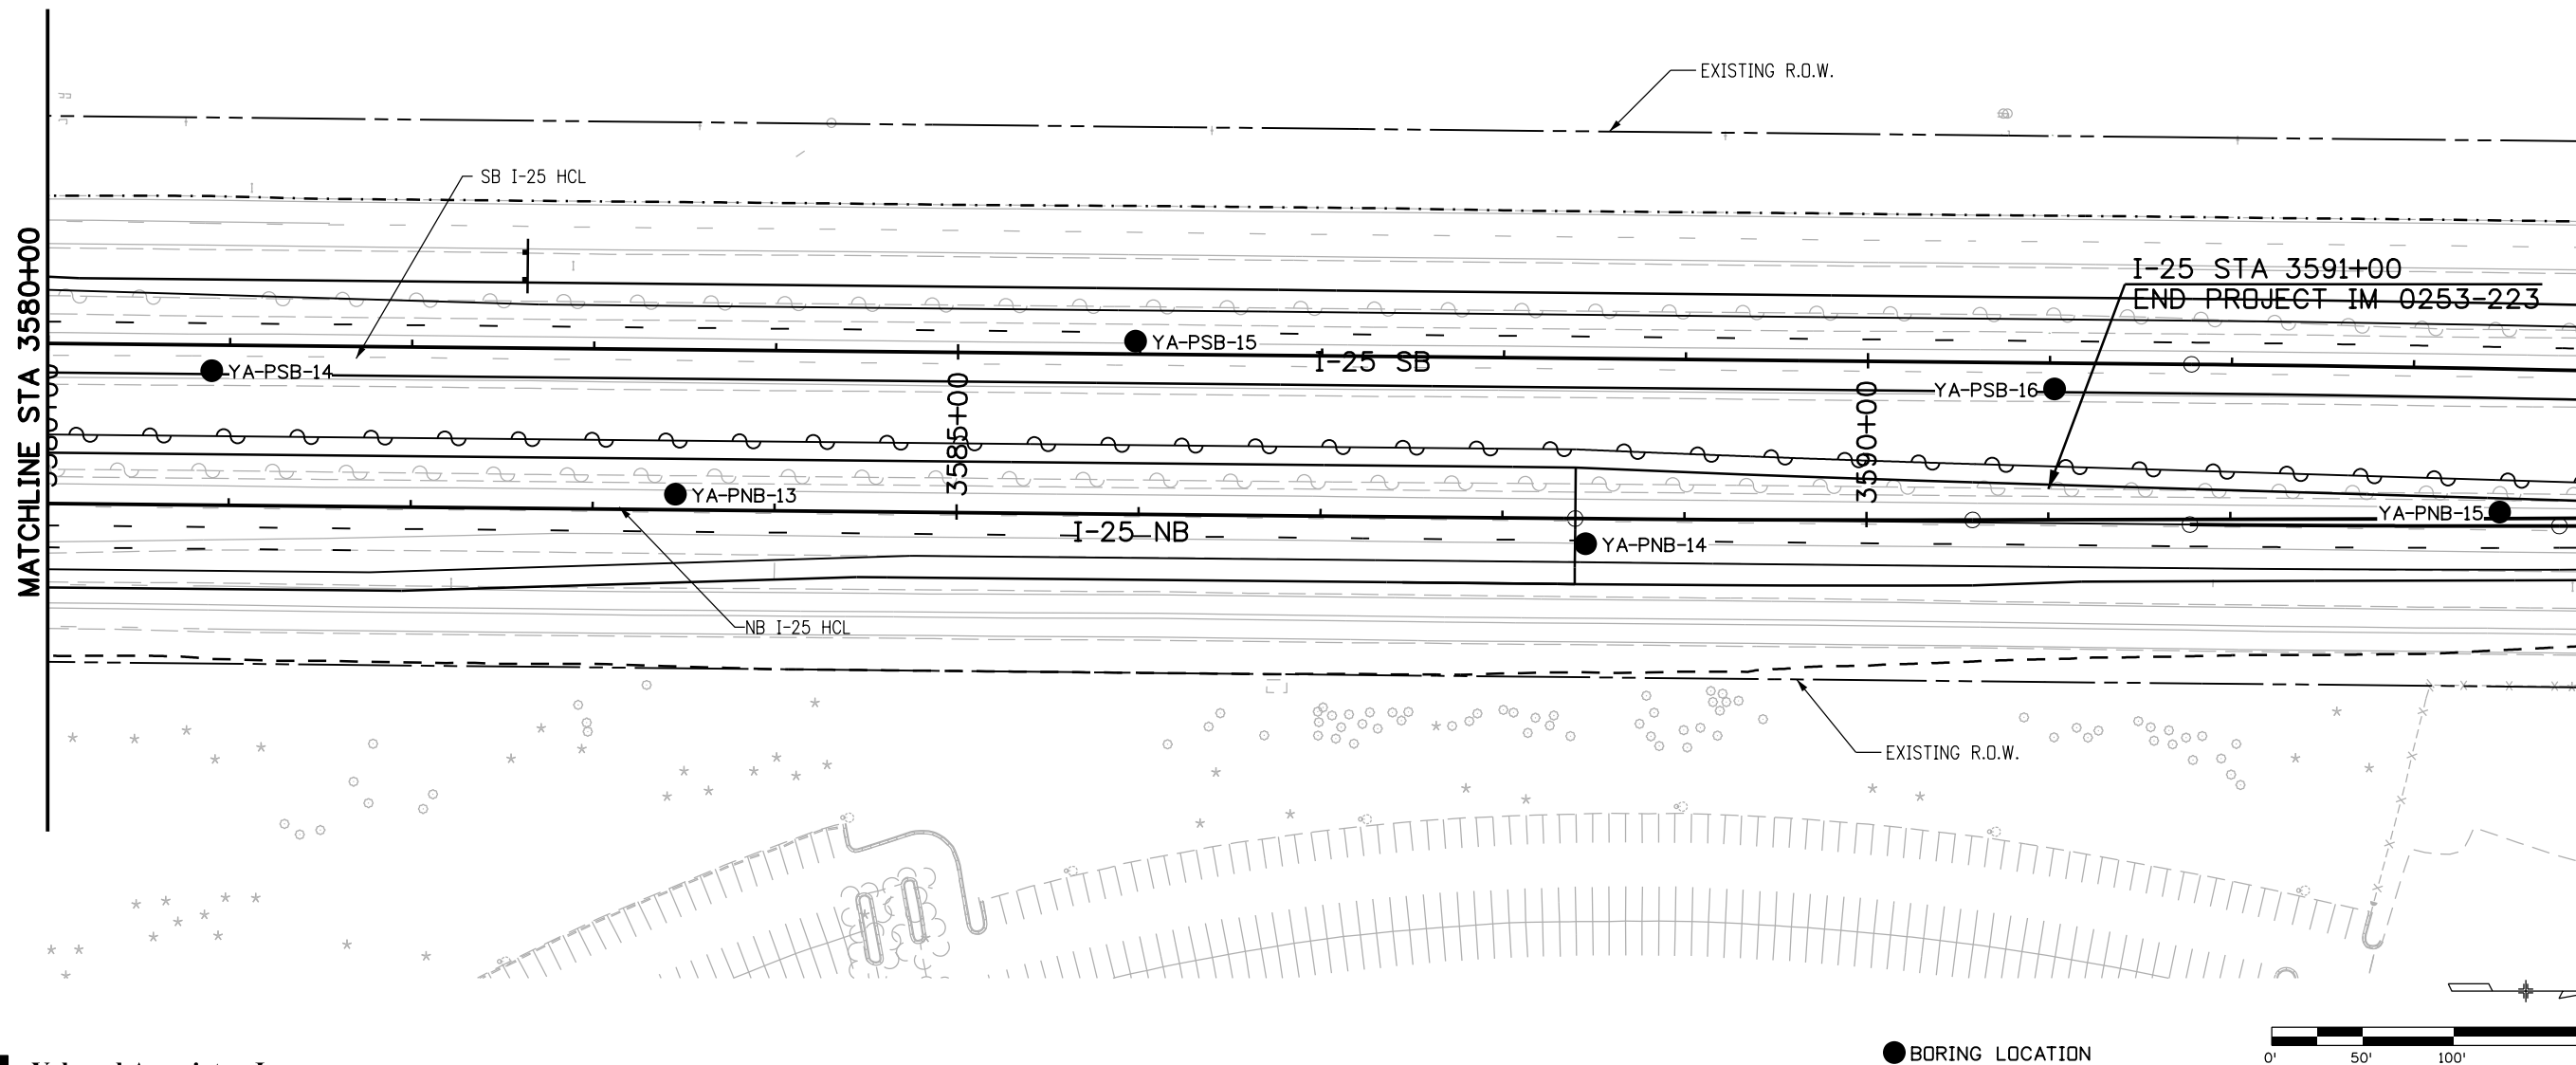 EXISTING R.O.W.
SB I-25 HCL
I-25 STA 3591+00
END PROJECT IM 0253-223
MATCHLINE STA 3580+00
YA-PSB-15
I-25 SB
YA-PSB-14
YA-PSB-16
3585+00
3590+00
YA-PNB-13
YA-PNB-15
I-25 NB
YA-PNB-14
NB I-25 HCL
EXISTING R.O.W.
BORING LOCATION
0' 50' 100'